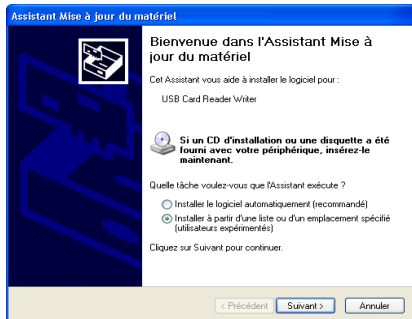 Assistant Mise à jour du matériel
Bienvenue dans l'Assistant Mise à
jour du matériel
Cet Assistant vous aide à installer le logiciel pour :
USB Card Reader Writer
Si un CD d'installation ou une disquette a été
fourni avec votre périphérique, insérez-le
maintenant.
Quelle tâche voulez-vous que l'Assistant exécute ?
Installer le logiciel automatiquement (recommandé)
Installer à partir d'une liste ou d'un emplacement spécifié
(utilisateurs expérimentés)
Cliquez sur Suivant pour continuer.
< Précédent Suivant > Annuler